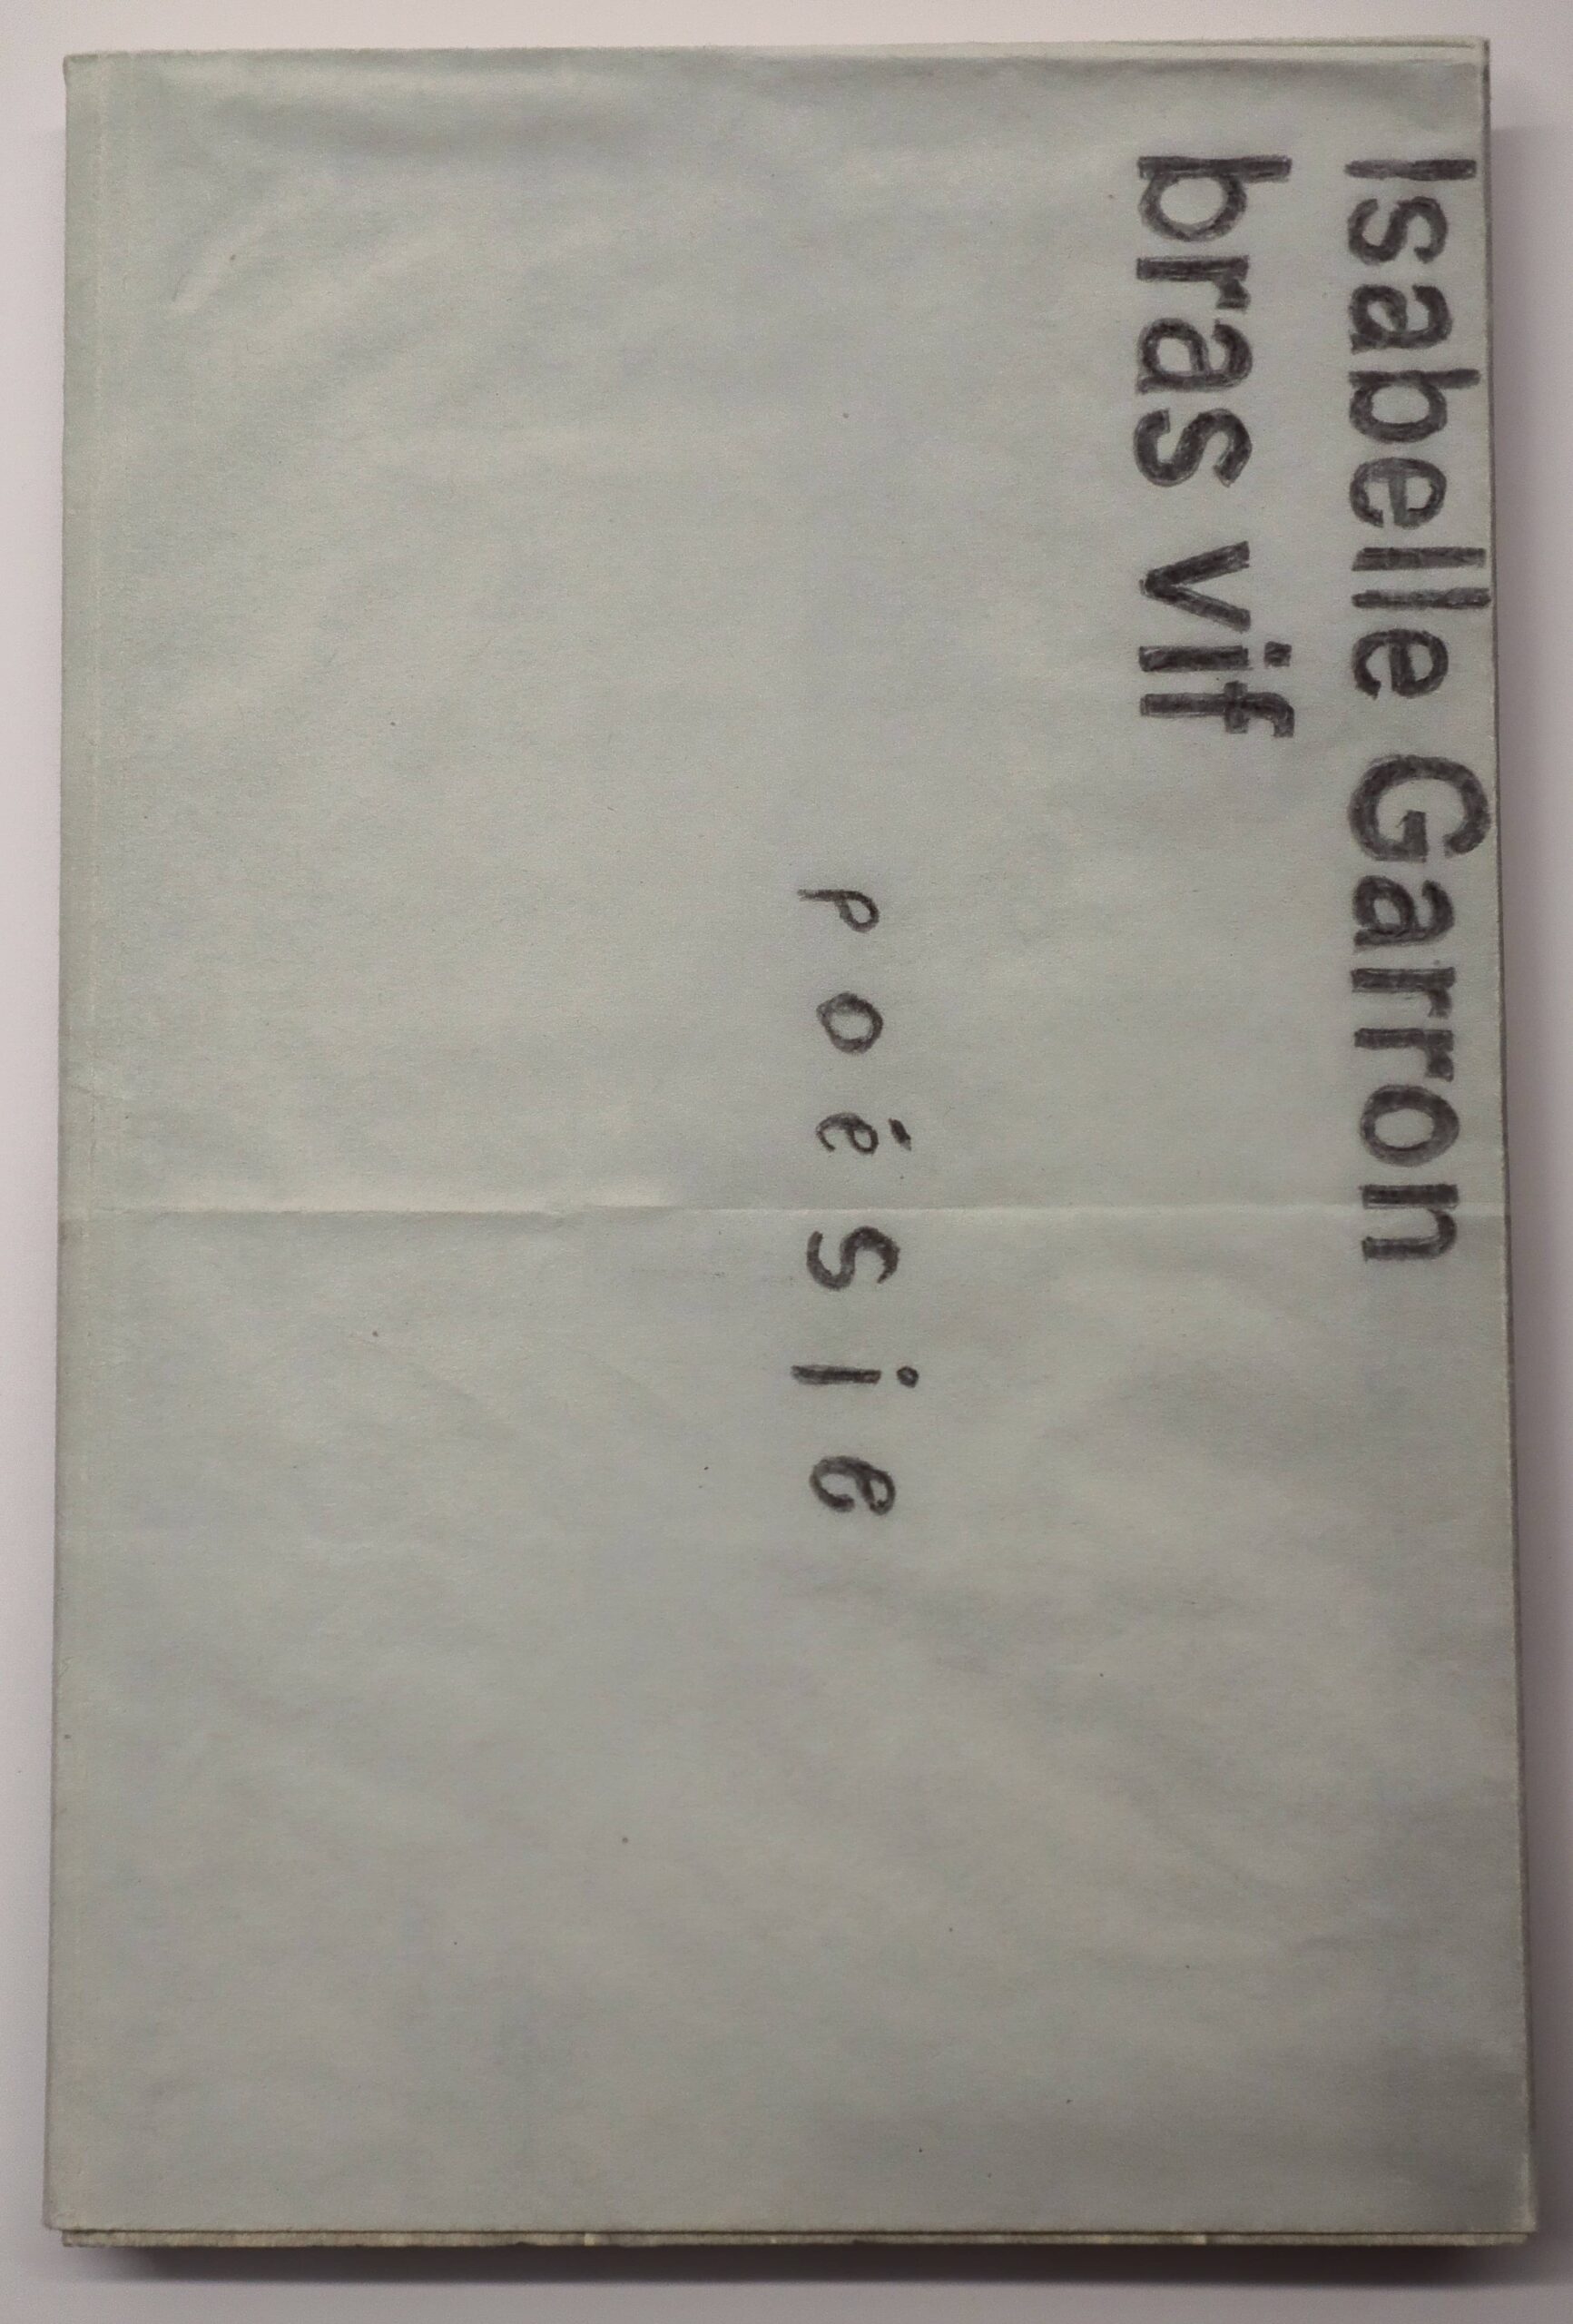 Isabelle Garron
bras vif
poésie